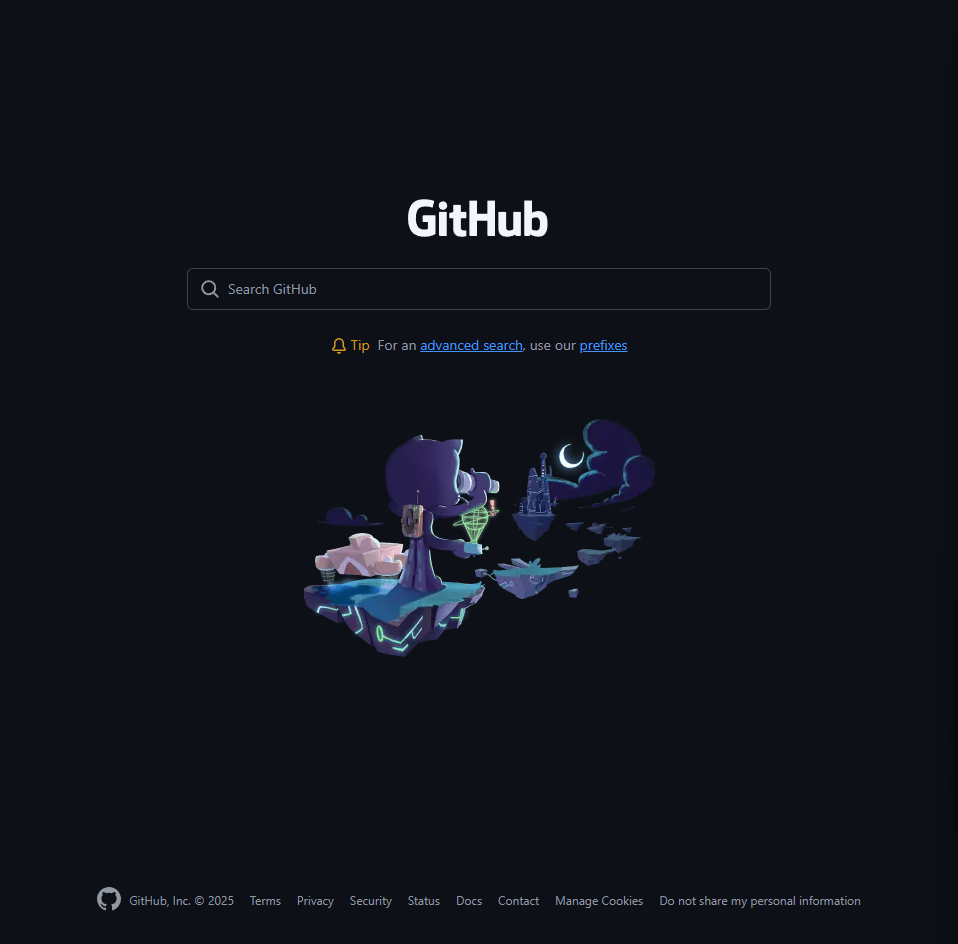 GitHub
Search GitHub
Tip For an advanced search, use our prefixes
GitHub, Inc. © 2025 Terms Privacy Security Status Docs Contact Manage Cookies Do not share my personal information